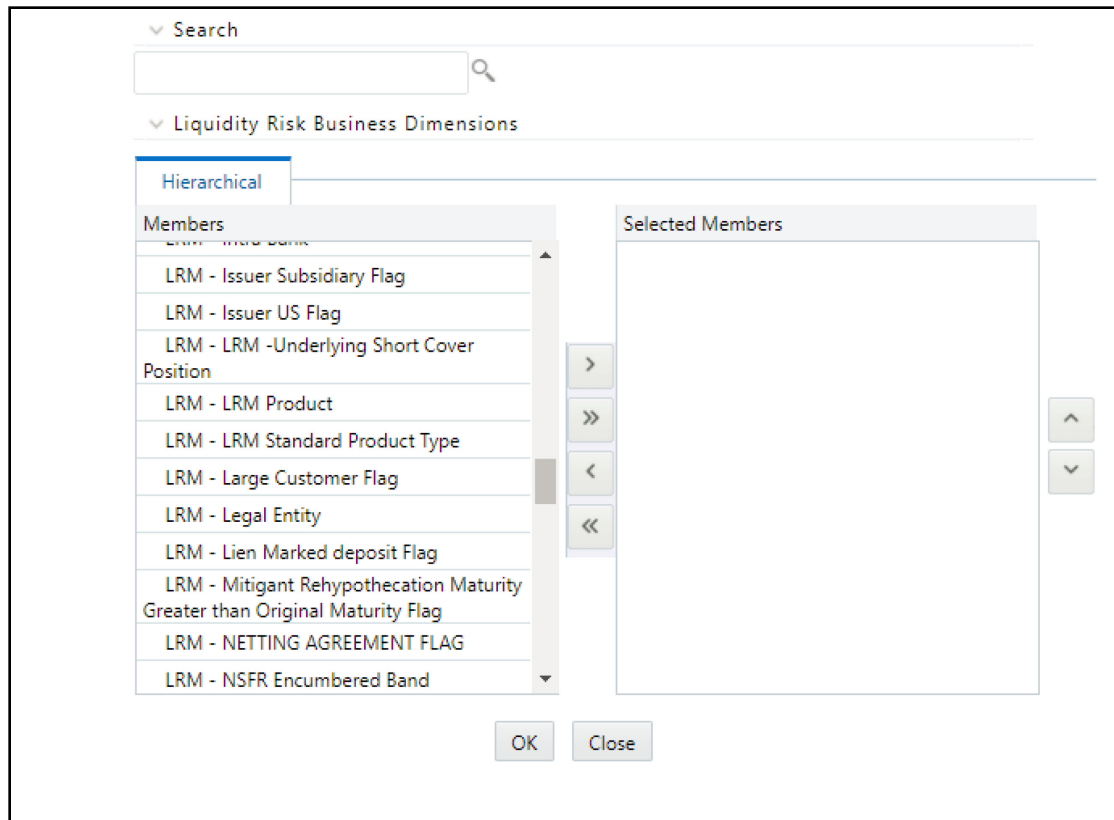 Search
Liquidity Risk Business Dimensions
Hierarchical
Members
Selected Members
LRM - Intra Bank
LRM - Issuer Subsidiary Flag
LRM - Issuer US Flag
LRM - LRM -Underlying Short Cover
Position
LRM - LRM Product
LRM - LRM Standard Product Type
LRM - Large Customer Flag
LRM - Legal Entity
LRM - Lien Marked deposit Flag
LRM - Mitigant Rehypothecation Maturity
Greater than Original Maturity Flag
LRM - NETTING AGREEMENT FLAG
LRM - NSFR Encumbered Band
OK
Close